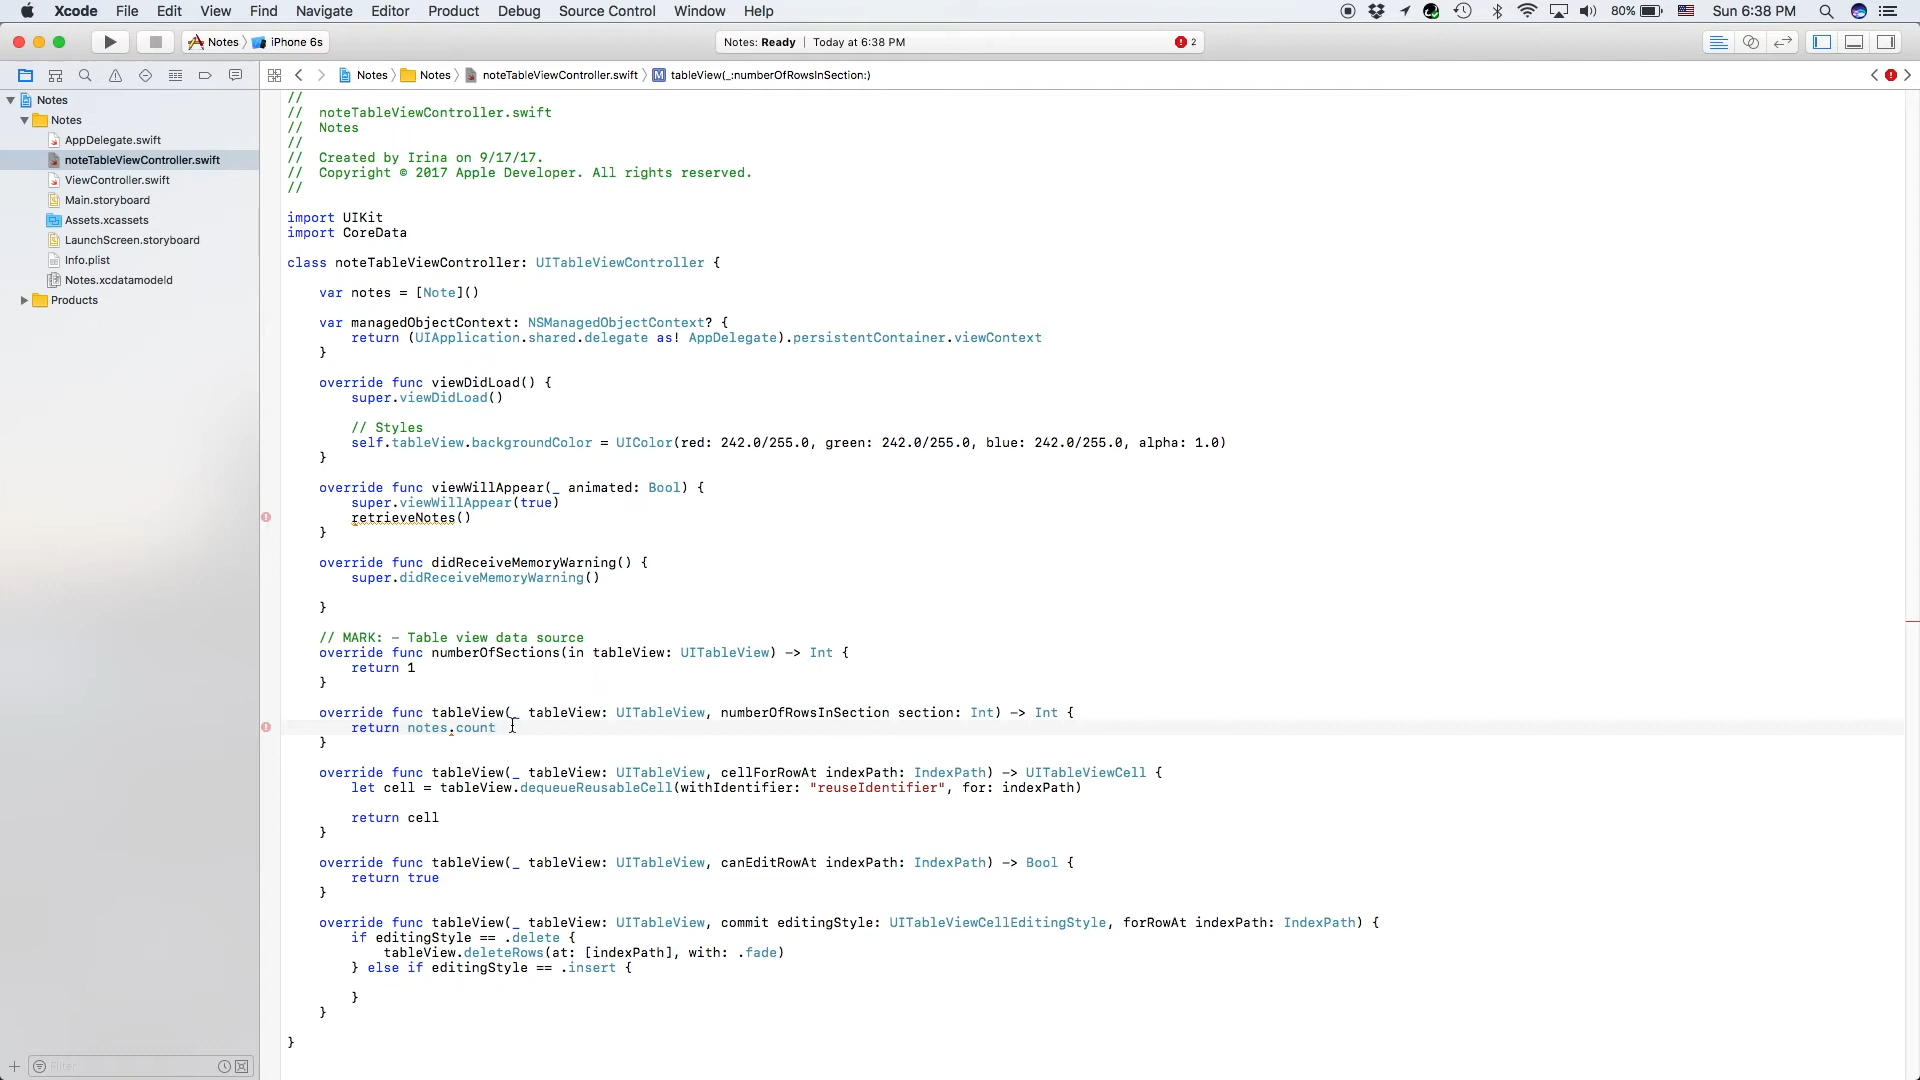 Xcode File Edit View Find Navigate Editor Product Debug Source Control Window Help 80% Sun 6:38 PM
Notes iPhone 6s Notes: Ready Today at 6:38 PM 2
Notes Notes noteTableViewController.swift M tableView(_:numberOfRowsInSection:)
Notes
Notes
AppDelegate.swift
noteTableViewController.swift
ViewController.swift
Main.storyboard
Assets.xcassets
LaunchScreen.storyboard
Info.plist
Notes.xcdatamodeld
Products
Filter
//
// noteTableViewController.swift
// Notes
//
// Created by Irina on 9/17/17.
// Copyright © 2017 Apple Developer. All rights reserved.
//
import UIKit
import CoreData
class noteTableViewController: UITableViewController {
var notes = [Note]()
var managedObjectContext: NSManagedObjectContext? {
return (UIApplication.shared.delegate as! AppDelegate).persistentContainer.viewContext
}
override func viewDidLoad() {
super.viewDidLoad()
// Styles
self.tableView.backgroundColor = UIColor(red: 242.0/255.0, green: 242.0/255.0, blue: 242.0/255.0, alpha: 1.0)
}
override func viewWillAppear(_ animated: Bool) {
super.viewWillAppear(true)
retrieveNotes()
}
override func didReceiveMemoryWarning() {
super.didReceiveMemoryWarning()
}
// MARK: - Table view data source
override func numberOfSections(in tableView: UITableView) -> Int {
return 1
}
override func tableView(_ tableView: UITableView, numberOfRowsInSection section: Int) -> Int {
return notes.count
}
override func tableView(_ tableView: UITableView, cellForRowAt indexPath: IndexPath) -> UITableViewCell {
let cell = tableView.dequeueReusableCell(withIdentifier: "reuseIdentifier", for: indexPath)
return cell
}
override func tableView(_ tableView: UITableView, canEditRowAt indexPath: IndexPath) -> Bool {
return true
}
override func tableView(_ tableView: UITableView, commit editingStyle: UITableViewCellEditingStyle, forRowAt indexPath: IndexPath) {
if editingStyle == .delete {
tableView.deleteRows(at: [indexPath], with: .fade)
} else if editingStyle == .insert {
}
}
}